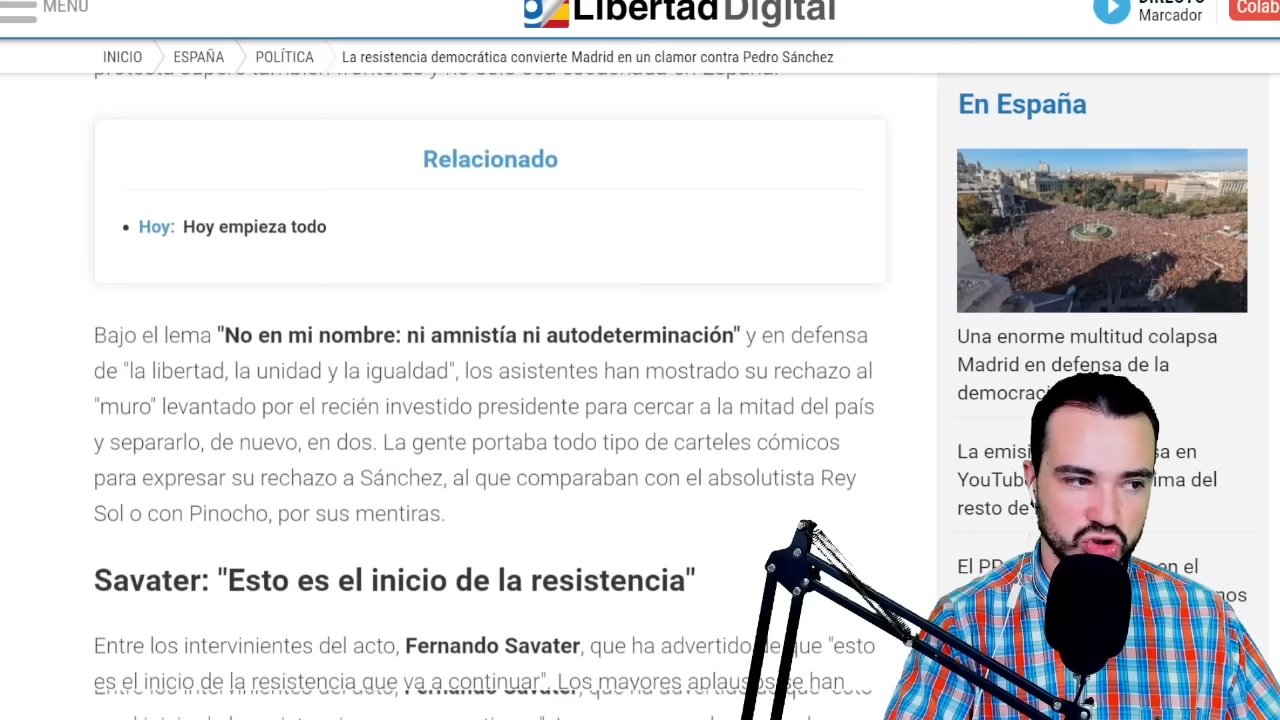 MENÚ
Libertad Digital
DIRECTO
Marcador
Colab
INICIO
ESPAÑA
POLÍTICA
La resistencia democrática convierte Madrid en un clamor contra Pedro Sánchez
Relacionado
• Hoy: Hoy empieza todo
Bajo el lema "No en mi nombre: ni amnistía ni autodeterminación" y en defensa
de "la libertad, la unidad y la igualdad", los asistentes han mostrado su rechazo al
"muro" levantado por el recién investido presidente para cercar a la mitad del país
y separarlo, de nuevo, en dos. La gente portaba todo tipo de carteles cómicos
para expresar su rechazo a Sánchez, al que comparaban con el absolutista Rey
Sol o con Pinocho, por sus mentiras.
Savater: "Esto es el inicio de la resistencia"
Entre los intervinientes del acto, Fernando Savater, que ha advertido de que "esto
es el inicio de la resistencia que va a continuar". Los mayores aplausos se han
En España
Una enorme multitud colapsa
Madrid en defensa de la
democraci
La emisi sa en
YouTub ima del
resto de
El PP en el
nos